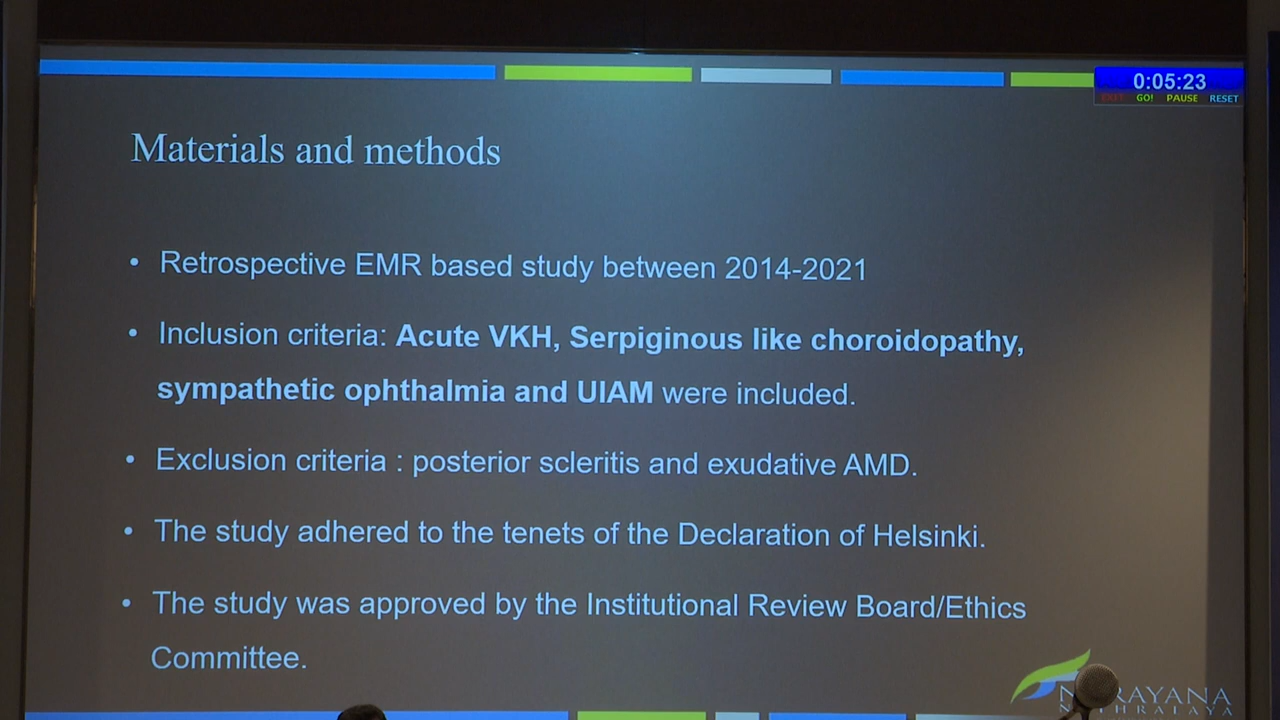 0:05:23
EXIT GO! PAUSE RESET
Materials and methods
• Retrospective EMR based study between 2014-2021
• Inclusion criteria: Acute VKH, Serpiginous like choroidopathy,
sympathetic ophthalmia and UIAM were included.
• Exclusion criteria : posterior scleritis and exudative AMD.
• The study adhered to the tenets of the Declaration of Helsinki.
• The study was approved by the Institutional Review Board/Ethics
Committee.